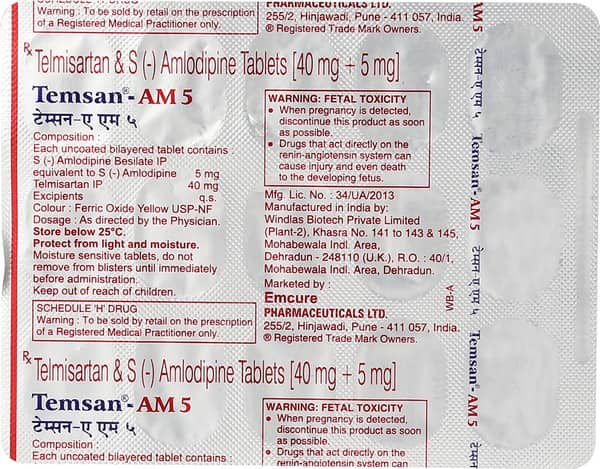 SCHEDULE 'H' DRUG
Warning : To be sold by retail on the prescription
of a Registered Medical Practitioner only.
PHARMACEUTICALS LTD.
255/2, Hinjawadi, Pune - 411 057, India.
® Registered Trade Mark Owners.
Rx Telmisartan & S (-) Amlodipine Tablets [40 mg + 5 mg]
Temsan®-AM 5
टेम्सन-ए एम ५
Composition :
Each uncoated bilayered tablet contains :
S (-) Amlodipine Besilate IP
equivalent to S (-) Amlodipine 5 mg
Telmisartan IP 40 mg
Excipients q.s.
Colour : Ferric Oxide Yellow USP-NF
Dosage : As directed by the Physician.
Store below 25°C.
Protect from light and moisture.
Moisture sensitive tablets, do not
remove from blisters until immediately
before administration.
Keep out of reach of children.
SCHEDULE 'H' DRUG
Warning : To be sold by retail on the prescription
of a Registered Medical Practitioner only.
WARNING: FETAL TOXICITY
• When pregnancy is detected,
discontinue this product as soon
as possible.
• Drugs that act directly on the
renin-angiotensin system can
cause injury and even death
to the developing fetus.
Mfg. Lic. No. : 34/UA/2013
Manufactured in India by:
Windlas Biotech Private Limited
(Plant-2), Khasra No. 141 to 143 & 145,
Mohabewala Indl. Area,
Dehradun - 248110 (U.K.), R.O. : 40/1,
Mohabewala Indl. Area, Dehradun.
Marketed by :
Emcure
PHARMACEUTICALS LTD.
255/2, Hinjawadi, Pune - 411 057, India.
® Registered Trade Mark Owners.
WB-A
Rx Telmisartan & S (-) Amlodipine Tablets [40 mg + 5 mg]
Temsan®-AM 5
टेम्सन-ए एम ५
Composition :
Each uncoated bilayered tablet contains
WARNING: FETAL TOXICITY
• When pregnancy is detected,
discontinue this product as soon
as possible.
• Drugs that act directly on the
renin-angiotensin system can
AM 5
टेम्सन-ए एम ५
Temsan®-AM 5
टेम्सन-ए एम ५
Temsan®-AM 5
टेम्सन